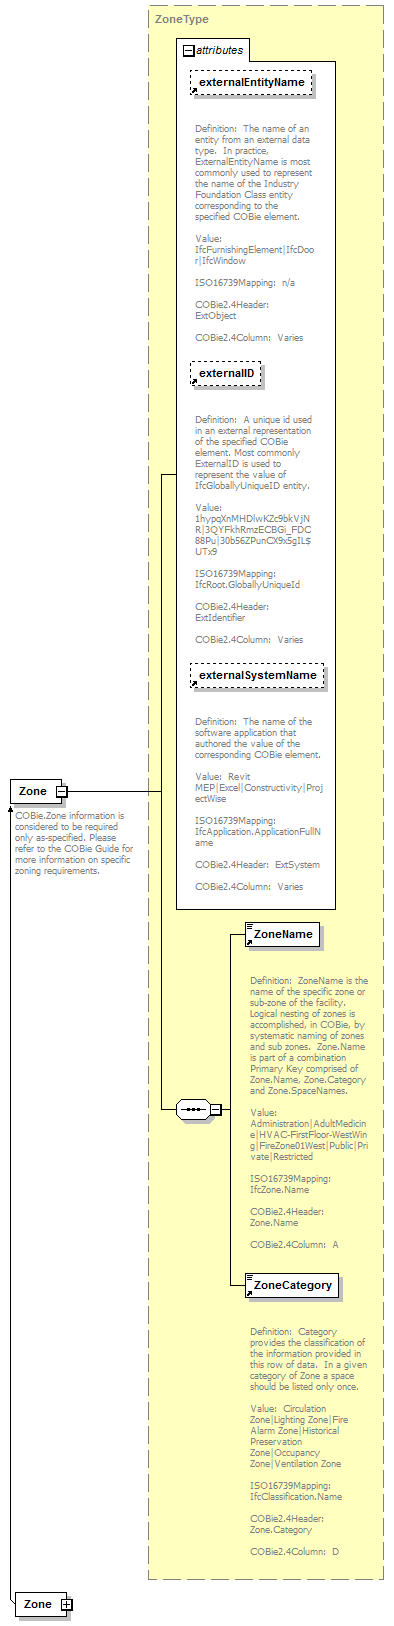 ZoneType
attributes
externalEntityName
Definition:  The name of an
entity from an external data
type.  In practice,
ExternalEntityName is most
commonly used to represent
the name of the Industry
Foundation Class entity
corresponding to the
specified COBie element.
Value:
IfcFurnishingElement|IfcDoo
r|IfcWindow
ISO16739Mapping:  n/a
COBie2.4Header:
ExtObject
COBie2.4Column:  Varies
externalID
Definition:  A unique id used
in an external representation
of the specified COBie
element. Most commonly
ExternalID is used to
represent the value of
IfcGloballyUniqueID entity.
Value:
1hypqXnMHDlwKZc9bkVjN
R|3QYFkhRmzECBGi_FDC
88Pu|30b56ZPunCX9x5gIL$
UTx9
ISO16739Mapping:
IfcRoot.GloballyUniqueId
COBie2.4Header:
ExtIdentifier
COBie2.4Column:  Varies
externalSystemName
Definition:  The name of the
software application that
authored the value of the
corresponding COBie element.
Value:  Revit
MEP|Excel|Constructivity|Proj
ectWise
ISO16739Mapping:
IfcApplication.ApplicationFullN
ame
COBie2.4Header:  ExtSystem
COBie2.4Column:  Varies
Zone
COBie.Zone information is
considered to be required
only as-specified. Please
refer to the COBie Guide for
more information on specific
zoning requirements.
ZoneName
Definition:  ZoneName is the
name of the specific zone or
sub-zone of the facility.
Logical nesting of zones is
accomplished, in COBie, by
systematic naming of zones
and sub zones.  Zone.Name
is part of a combination
Primary Key comprised of
Zone.Name, Zone.Category
and Zone.SpaceNames.
Value:
Administration|AdultMedicin
e|HVAC-FirstFloor-WestWin
g|FireZone01West|Public|Pri
vate|Restricted
ISO16739Mapping:
IfcZone.Name
COBie2.4Header:
Zone.Name
COBie2.4Column:  A
ZoneCategory
Definition:  Category
provides the classification of
the information provided in
this row of data.  In a given
category of Zone a space
should be listed only once.
Value:  Circulation
Zone|Lighting Zone|Fire
Alarm Zone|Historical
Preservation
Zone|Occupancy
Zone|Ventilation Zone
ISO16739Mapping:
IfcClassification.Name
COBie2.4Header:
Zone.Category
COBie2.4Column:  D
Zone